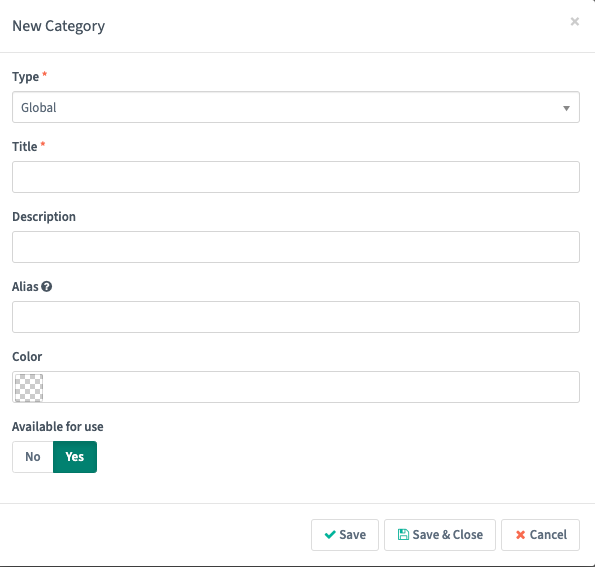 New Category
×
Type *
Global
Title *
Description
Alias ?
Color
Available for use
No Yes
Save Save & Close Cancel